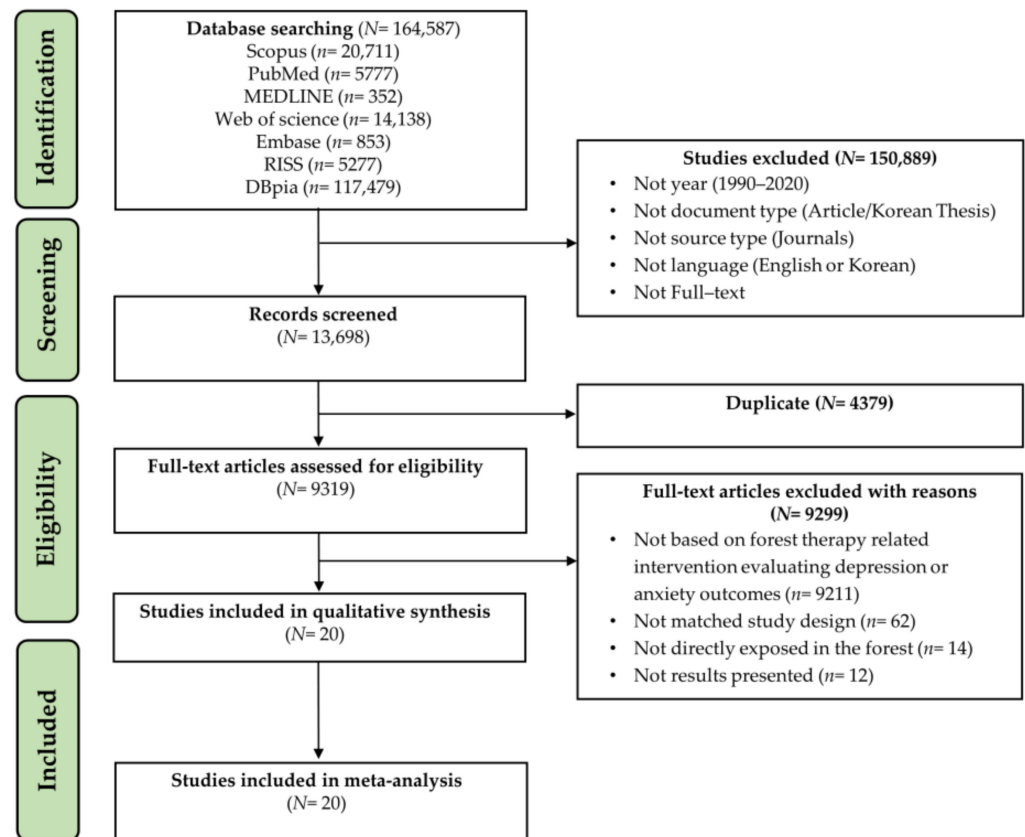 Identification
Database searching (N= 164,587)
Scopus (n= 20,711)
PubMed (n= 5777)
MEDLINE (n= 352)
Web of science (n= 14,138)
Embase (n= 853)
RISS (n= 5277)
DBpia (n= 117,479)
Studies excluded (N= 150,889)
• Not year (1990–2020)
• Not document type (Article/Korean Thesis)
• Not source type (Journals)
• Not language (English or Korean)
• Not Full–text
Screening
Records screened
(N= 13,698)
Duplicate (N= 4379)
Eligibility
Full-text articles assessed for eligibility
(N= 9319)
Full-text articles excluded with reasons
(N= 9299)
• Not based on forest therapy related
intervention evaluating depression or
anxiety outcomes (n= 9211)
• Not matched study design (n= 62)
• Not directly exposed in the forest (n= 14)
• Not results presented (n= 12)
Studies included in qualitative synthesis
(N= 20)
Included
Studies included in meta-analysis
(N= 20)